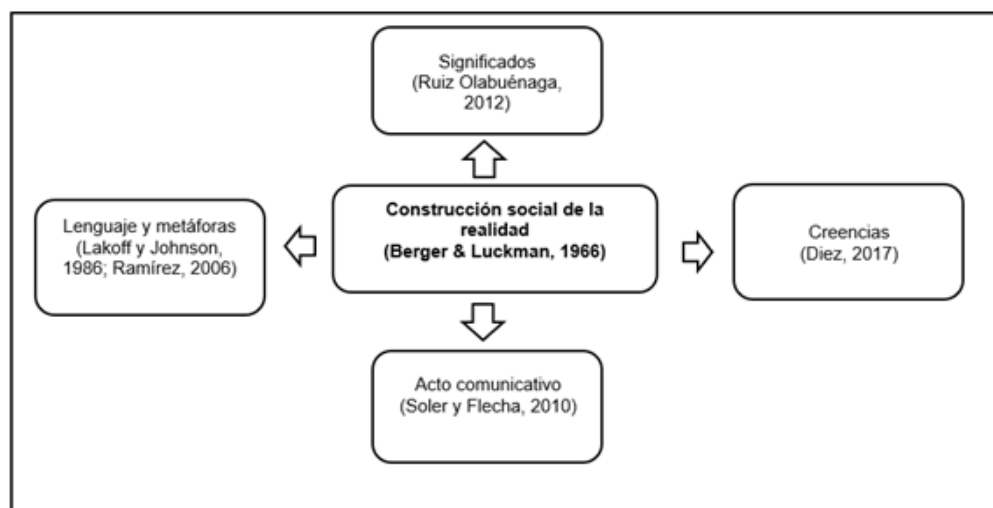 Significados
(Ruiz Olabuénaga,
2012)
Construcción social de la
realidad
(Berger & Luckman, 1966)
Lenguaje y metáforas
(Lakoff y Johnson,
1986; Ramírez, 2006)
Creencias
(Diez, 2017)
Acto comunicativo
(Soler y Flecha, 2010)